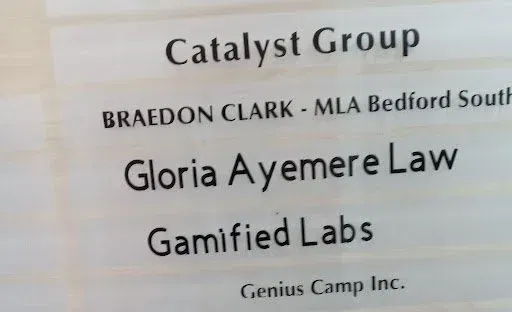 Catalyst Group
BRAEDON CLARK - MLA Bedford South
Gloria Ayemere Law
Gamified Labs
Genius Camp Inc.